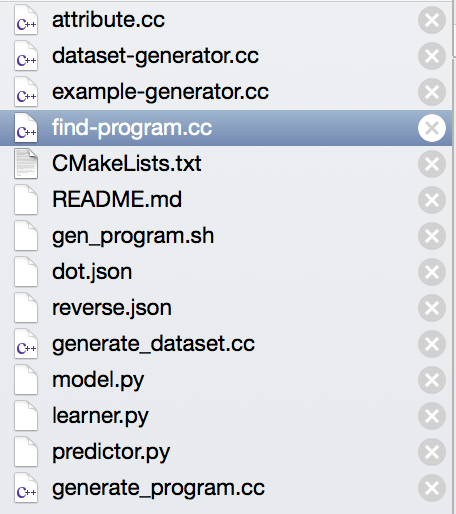 attribute.cc
dataset-generator.cc
example-generator.cc
find-program.cc
CMakeLists.txt
README.md
gen_program.sh
dot.json
reverse.json
generate_dataset.cc
model.py
learner.py
predictor.py
generate_program.cc